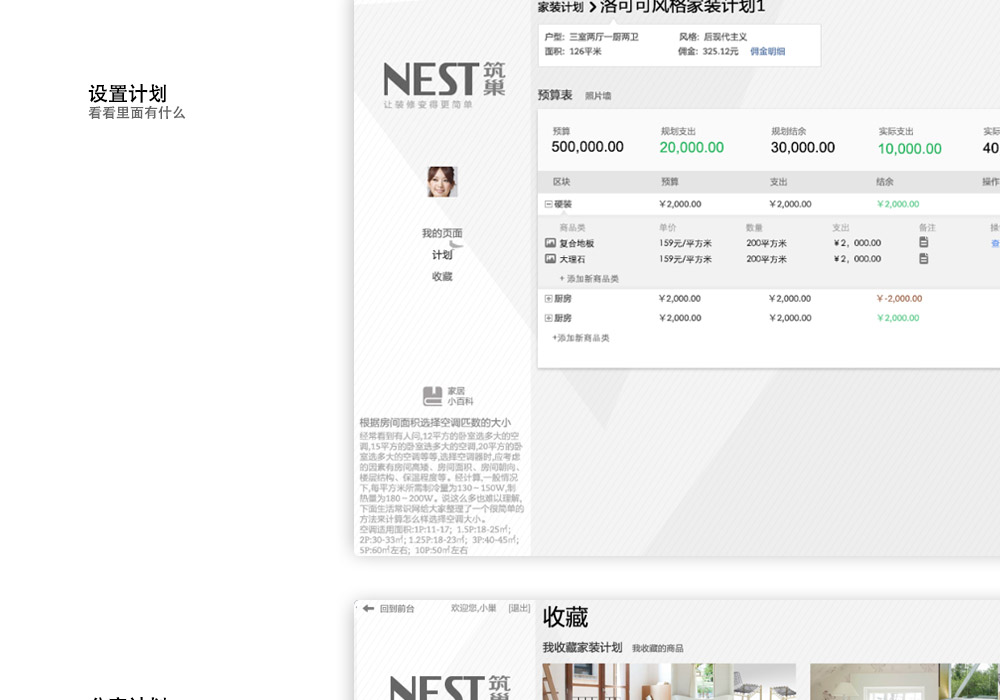 设置计划
看看里面有什么
NEST 筑巢
让装修变得更简单
我的页面
计划
收藏
家居
小百科
根据房间面积选择空调匹数的大小
经常看到有人问,12平方的卧室选多大的空
调,15平方的卧室选多大的空调,20平方的卧
室选多大的空调等等,选择空调器时,应考虑
的因素有房间高矮、房间面积、房间朝向、
楼层结构、保温程度等。经计算,一般情况
下,每平方米所需制冷量为130～150W,制
热量为180～200W。说这么多也难以理解,
下面生活常识网给大家整理了一个很简单的
方法来计算怎么样选择空调大小。
空调适用面积:1P:11-17; 1.5P:18-25㎡;
2P:30-33㎡; 1.25P:18-23㎡; 3P:40-45㎡;
5P:60㎡左右; 10P:50㎡左右
家装计划 > 洛可可风格家装计划1
户型: 三室两厅一厨两卫 风格: 后现代主义
面积: 126平米 佣金: 325.12元 佣金明细
预算表 照片墙
预算 规划支出 规划结余 实际支出 实际
500,000.00 20,000.00 30,000.00 10,000.00 40
区块 预算 支出 结余 操作
硬装 ￥2,000.00 ￥2,000.00 ￥2,000.00
商品类 单价 数量 支出 备注
复合地板 159元/平方米 200平方米 ￥2，000.00
大理石 159元/平方米 200平方米 ￥2，000.00
+ 添加新商品类
厨房 ￥2,000.00 ￥2,000.00 ￥-2,000.00
厨房 ￥2,000.00 ￥2,000.00 ￥2,000.00
+添加新商品类
回到前台 欢迎您,小巢 [退出]
NEST 筑巢
收藏
我收藏家装计划 我收藏的商品